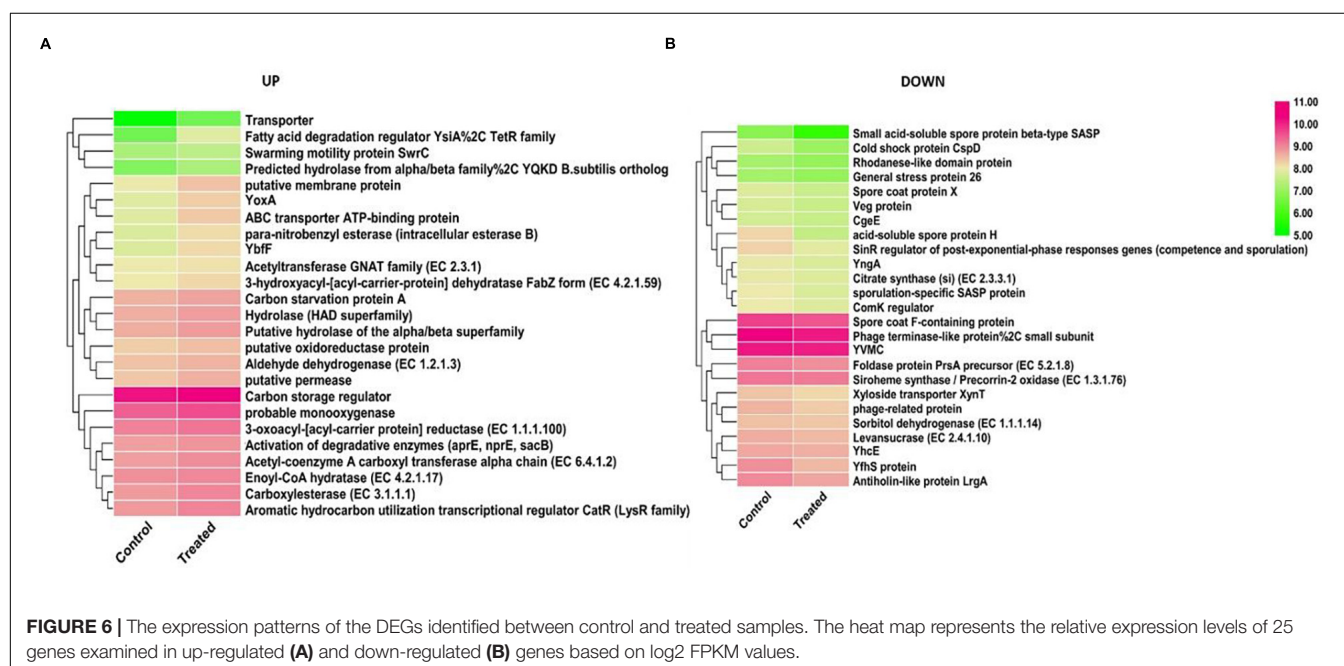 A
UP
Transporter
Fatty acid degradation regulator YsiA%2C TetR family
Swarming motility protein SwrC
Predicted hydrolase from alpha/beta family%2C YQKD B.subtilis ortholog
putative membrane protein
YoxA
ABC transporter ATP-binding protein
para-nitrobenzyl esterase (intracellular esterase B)
YbfF
Acetyltransferase GNAT family (EC 2.3.1)
3-hydroxyacyl-[acyl-carrier-protein] dehydratase FabZ form (EC 4.2.1.59)
Carbon starvation protein A
Hydrolase (HAD superfamily)
Putative hydrolase of the alpha/beta superfamily
putative oxidoreductase protein
Aldehyde dehydrogenase (EC 1.2.1.3)
putative permease
Carbon storage regulator
probable monooxygenase
3-oxoacyl-[acyl-carrier protein] reductase (EC 1.1.1.100)
Activation of degradative enzymes (aprE, nprE, sacB)
Acetyl-coenzyme A carboxyl transferase alpha chain (EC 6.4.1.2)
Enoyl-CoA hydratase (EC 4.2.1.17)
Carboxylesterase (EC 3.1.1.1)
Aromatic hydrocarbon utilization transcriptional regulator CatR (LysR family)
Control
Treated
B
DOWN
Small acid-soluble spore protein beta-type SASP
Cold shock protein CspD
Rhodanese-like domain protein
General stress protein 26
Spore coat protein X
Veg protein
CgeE
acid-soluble spore protein H
SinR regulator of post-exponential-phase responses genes (competence and sporulation)
YngA
Citrate synthase (si) (EC 2.3.3.1)
sporulation-specific SASP protein
ComK regulator
Spore coat F-containing protein
Phage terminase-like protein%2C small subunit
YVMC
Foldase protein PrsA precursor (EC 5.2.1.8)
Siroheme synthase / Precorrin-2 oxidase (EC 1.3.1.76)
Xyloside transporter XynT
phage-related protein
Sorbitol dehydrogenase (EC 1.1.1.14)
Levansucrase (EC 2.4.1.10)
YhcE
YfhS protein
Antiholin-like protein LrgA
Control
Treated
11.00
10.00
9.00
8.00
7.00
6.00
5.00
FIGURE 6 | The expression patterns of the DEGs identified between control and treated samples. The heat map represents the relative expression levels of 25
genes examined in up-regulated (A) and down-regulated (B) genes based on log2 FPKM values.